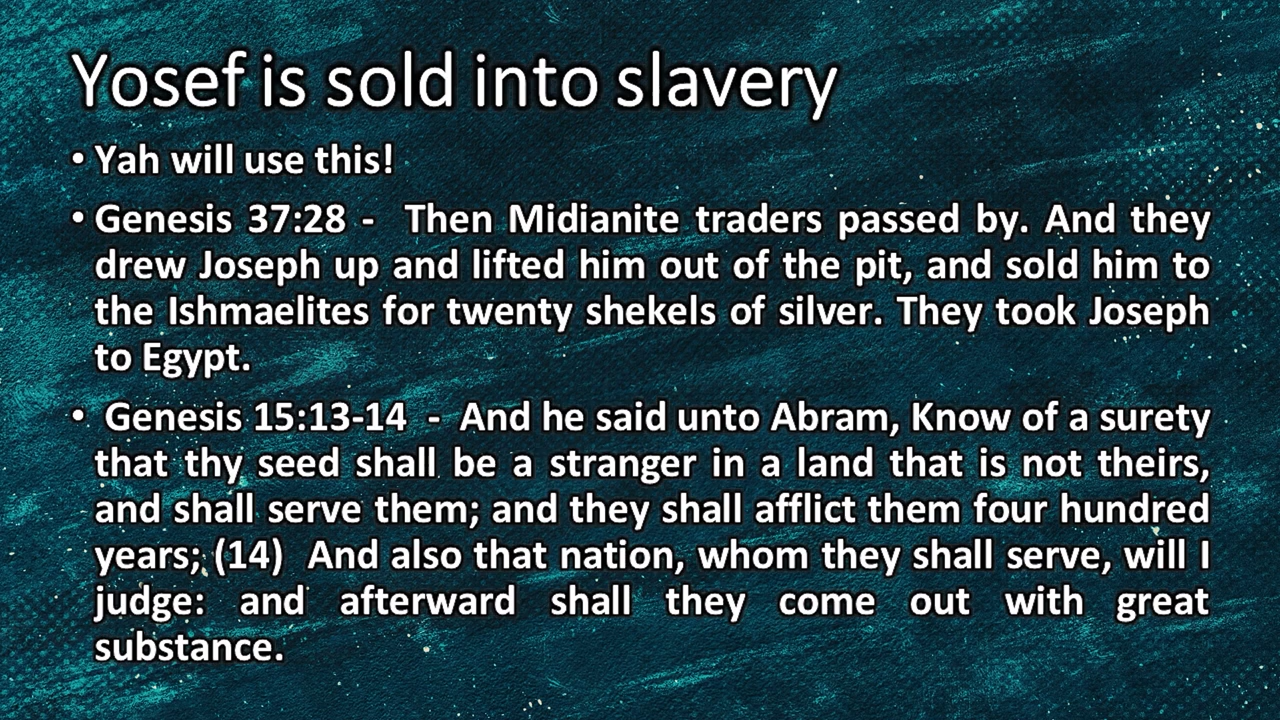 Yosef is sold into slavery
• Yah will use this!
• Genesis 37:28 - Then Midianite traders passed by. And they
drew Joseph up and lifted him out of the pit, and sold him to
the Ishmaelites for twenty shekels of silver. They took Joseph
to Egypt.
• Genesis 15:13-14 - And he said unto Abram, Know of a surety
that thy seed shall be a stranger in a land that is not theirs,
and shall serve them; and they shall afflict them four hundred
years; (14) And also that nation, whom they shall serve, will I
judge: and afterward shall they come out with great
substance.